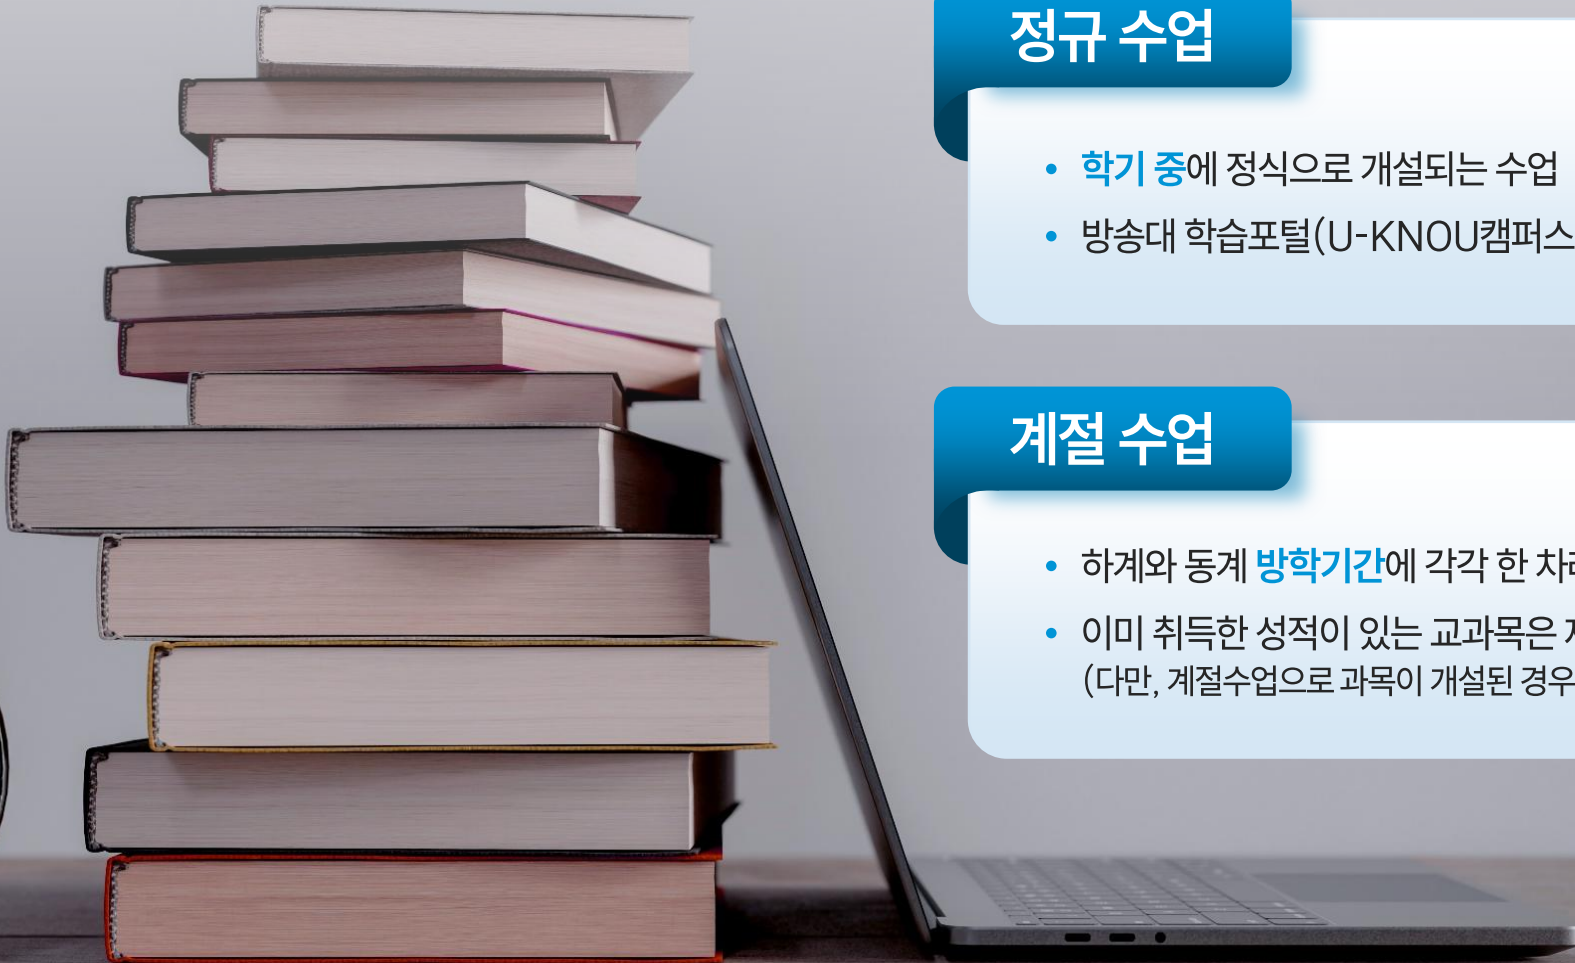 정규 수업
• 학기 중에 정식으로 개설되는 수업
• 방송대 학습포털(U-KNOU캠퍼스
계절 수업
• 하계와 동계 방학기간에 각각 한
• 이미 취득한 성적이 있는 교과목은
(다만, 계절수업으로 과목이 개설된 경우